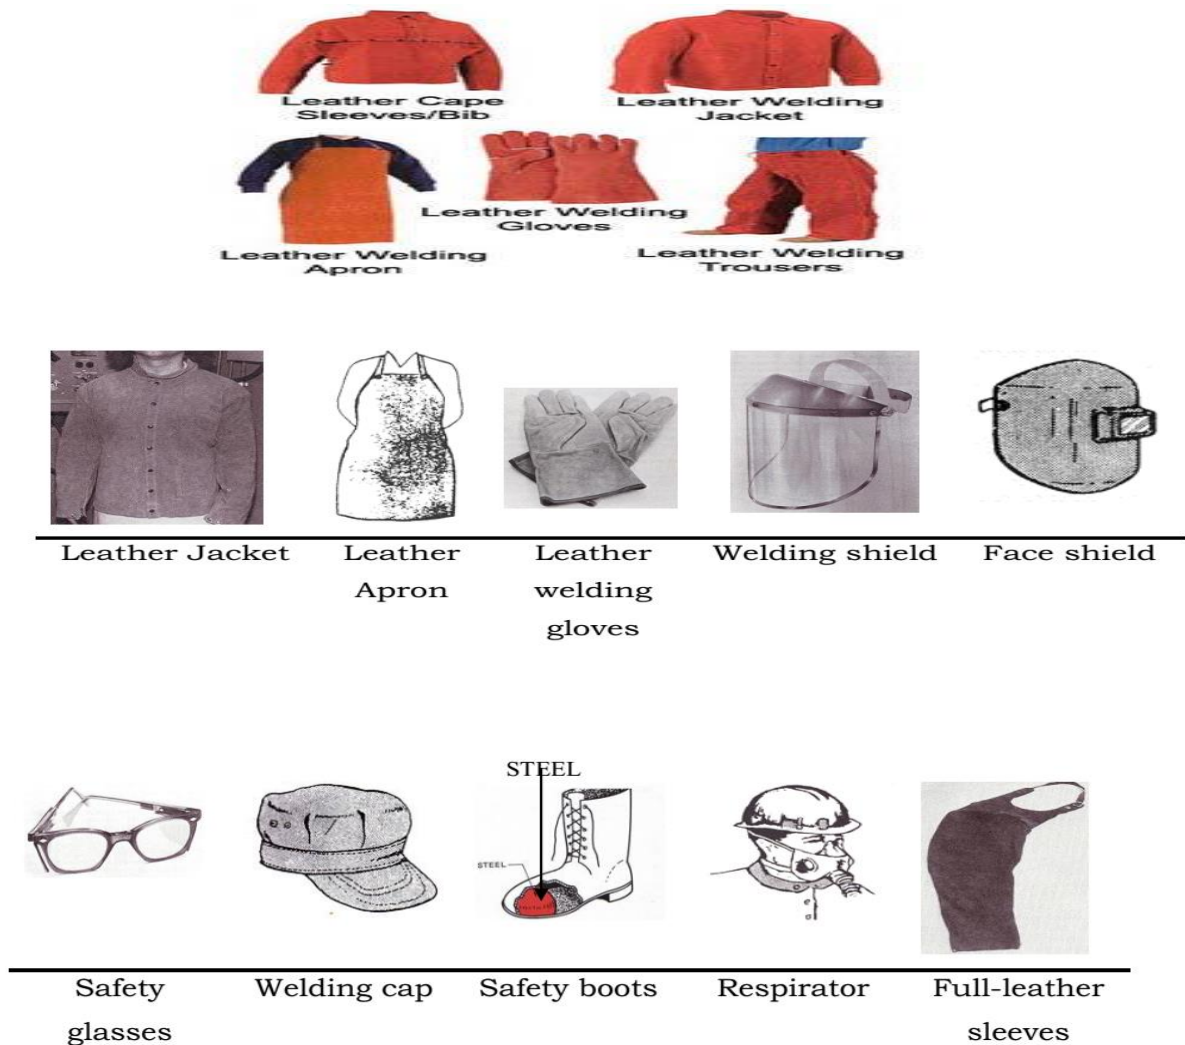 Leather Cape
Sleeves/Bib
Leather Welding
Jacket
Leather Welding
Gloves
Leather Welding
Apron
Leather Welding
Trousers
Leather Jacket
Leather
Apron
Leather
welding
gloves
Welding shield
Face shield
STEEL
STEEL
Safety
glasses
Welding cap
Safety boots
Respirator
Full-leather
sleeves